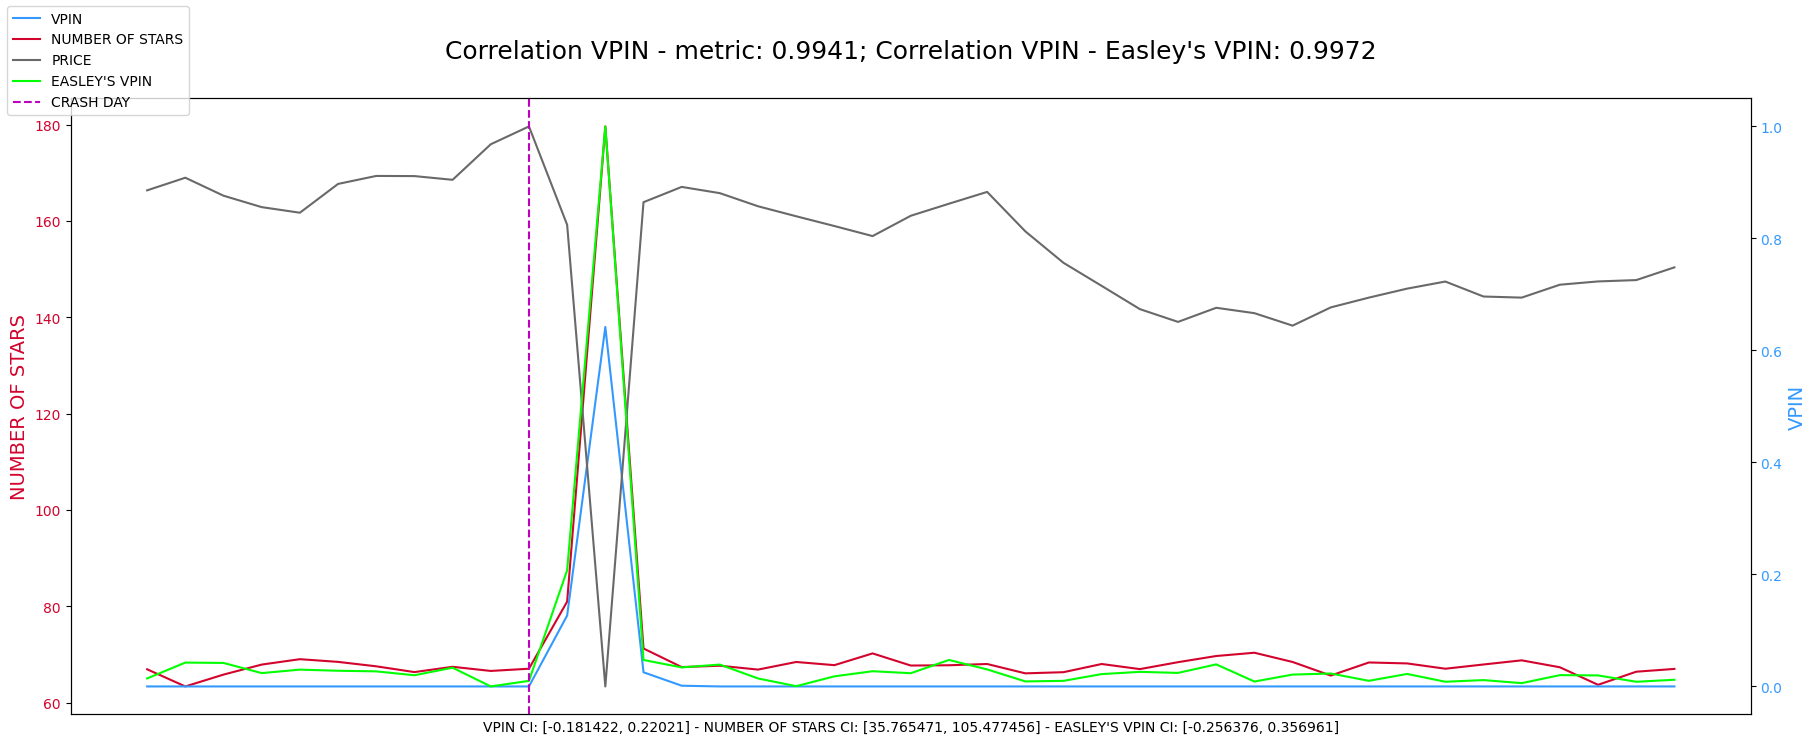 VPIN
NUMBER OF STARS
PRICE
EASLEY'S VPIN
CRASH DAY
Correlation VPIN - metric: 0.9941; Correlation VPIN - Easley's VPIN: 0.9972
NUMBER OF STARS
180
160
140
120
100
80
60
1.0
0.8
0.6
0.4
0.2
0.0
VPIN
VPIN CI: [-0.181422, 0.22021] - NUMBER OF STARS CI: [35.765471, 105.477456] - EASLEY'S VPIN CI: [-0.256376, 0.356961]